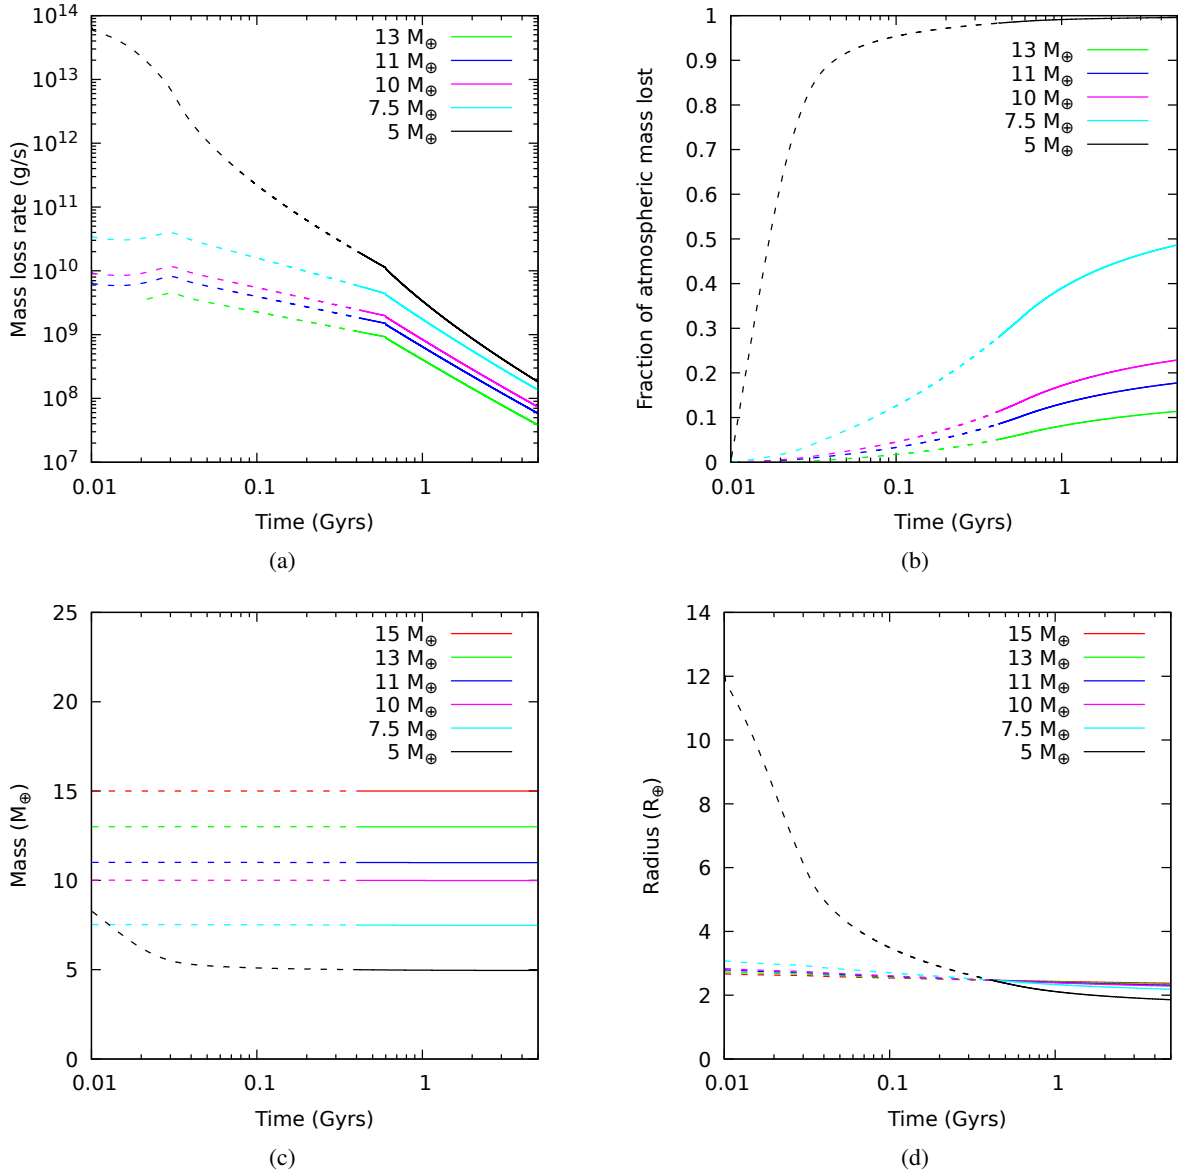 10^14
10^13
10^12
10^11
10^10
10^9
10^8
10^7
0.01
0.1
1
Mass loss rate (g/s)
Time (Gyrs)
13 M⊕
11 M⊕
10 M⊕
7.5 M⊕
5 M⊕
(a)
1
0.9
0.8
0.7
0.6
0.5
0.4
0.3
0.2
0.1
0
0.01
0.1
1
Fraction of atmospheric mass lost
Time (Gyrs)
13 M⊕
11 M⊕
10 M⊕
7.5 M⊕
5 M⊕
(b)
25
20
15
10
5
0
0.01
0.1
1
Mass (M⊕)
Time (Gyrs)
15 M⊕
13 M⊕
11 M⊕
10 M⊕
7.5 M⊕
5 M⊕
(c)
14
12
10
8
6
4
2
0
0.01
0.1
1
Radius (R⊕)
Time (Gyrs)
15 M⊕
13 M⊕
11 M⊕
10 M⊕
7.5 M⊕
5 M⊕
(d)